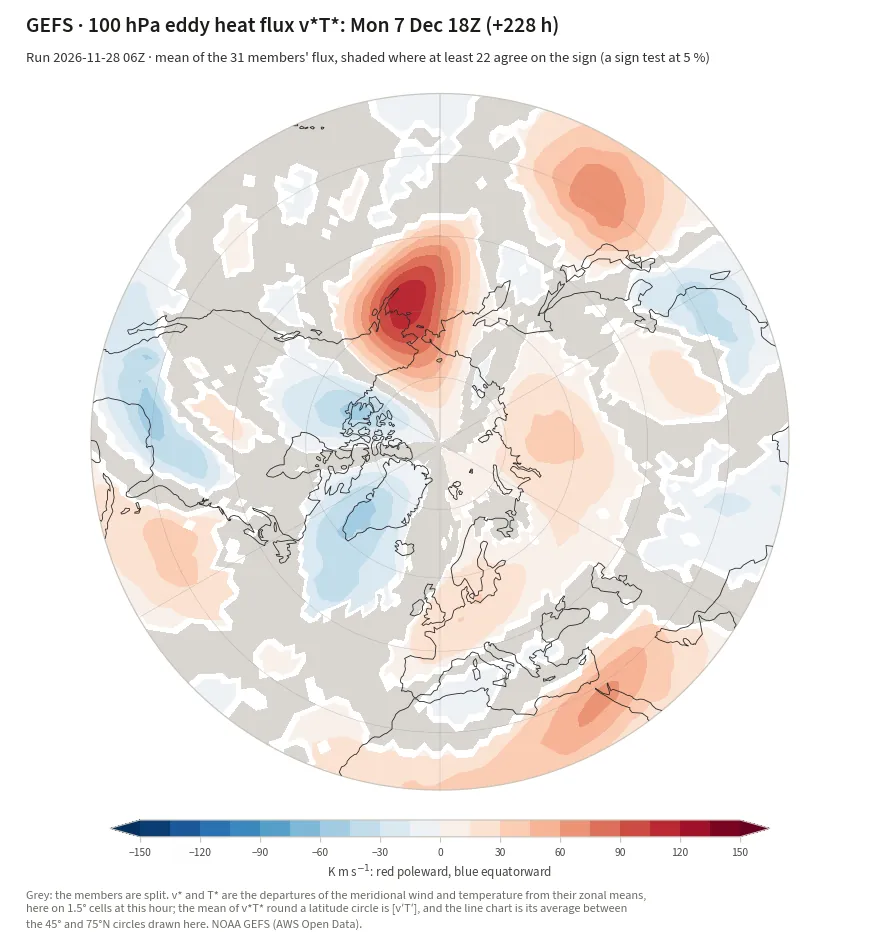 GEFS · 100 hPa eddy heat flux v*T*: Mon 7 Dec 18Z (+228 h)
Run 2026-11-28 06Z · mean of the 31 members' flux, shaded where at least 22 agree on the sign (a sign test at 5 %)
−150 −120 −90 −60 −30 0 30 60 90 120 150
K m s⁻¹: red poleward, blue equatorward
Grey: the members are split. v* and T* are the departures of the meridional wind and temperature from their zonal means,
here on 1.5° cells at this hour; the mean of v*T* round a latitude circle is [v′T′], and the line chart is its average between
the 45° and 75°N circles drawn here. NOAA GEFS (AWS Open Data).